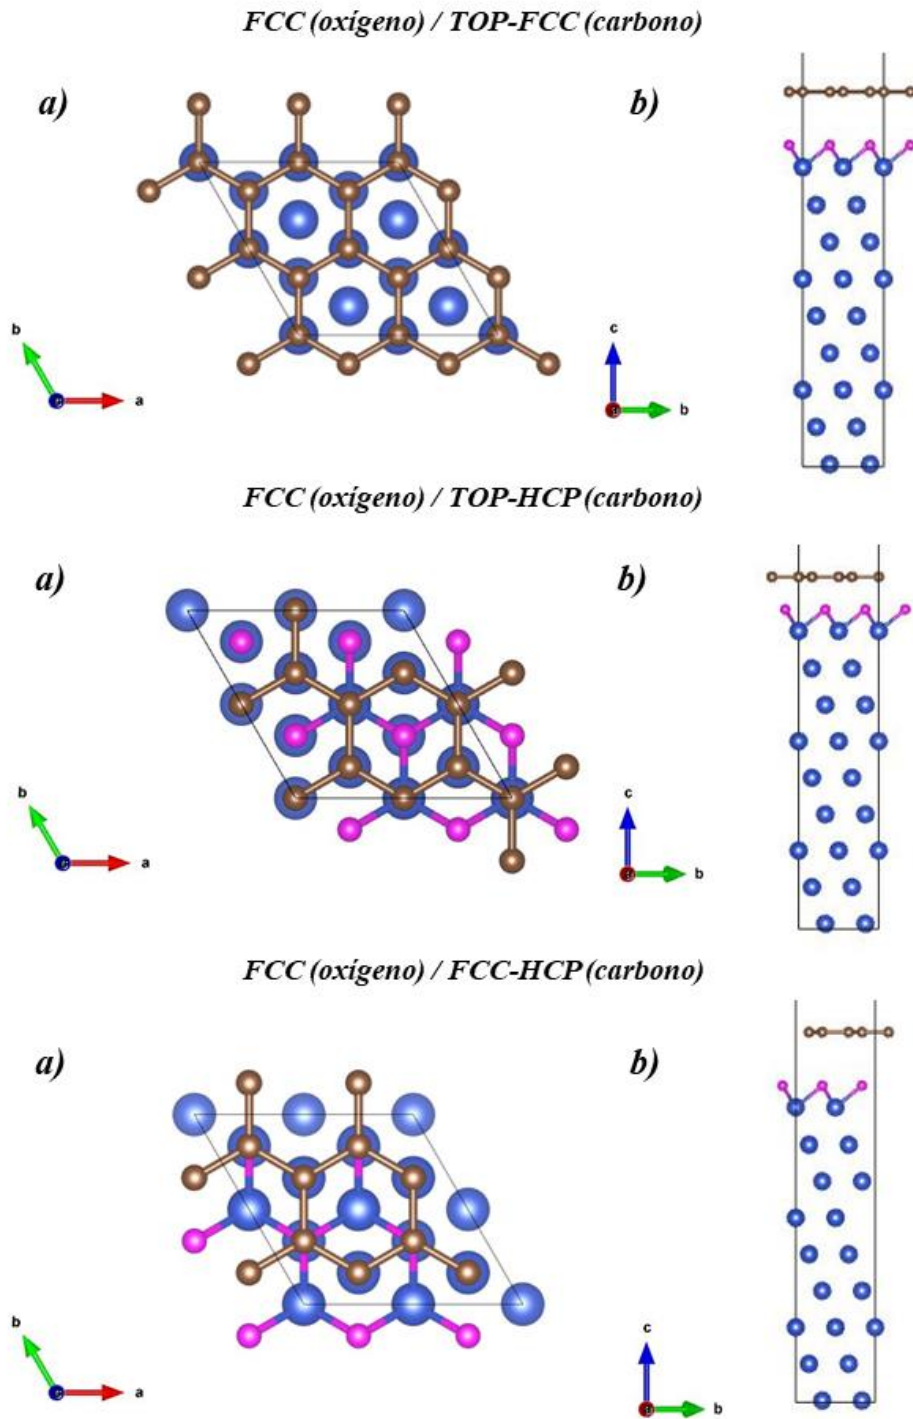 FCC (oxígeno) / TOP-FCC (carbono)
a)
b)
b
a
c
a
b
FCC (oxígeno) / TOP-HCP (carbono)
a)
b)
b
a
c
a
b
FCC (oxígeno) / FCC-HCP (carbono)
a)
b)
b
a
c
a
b